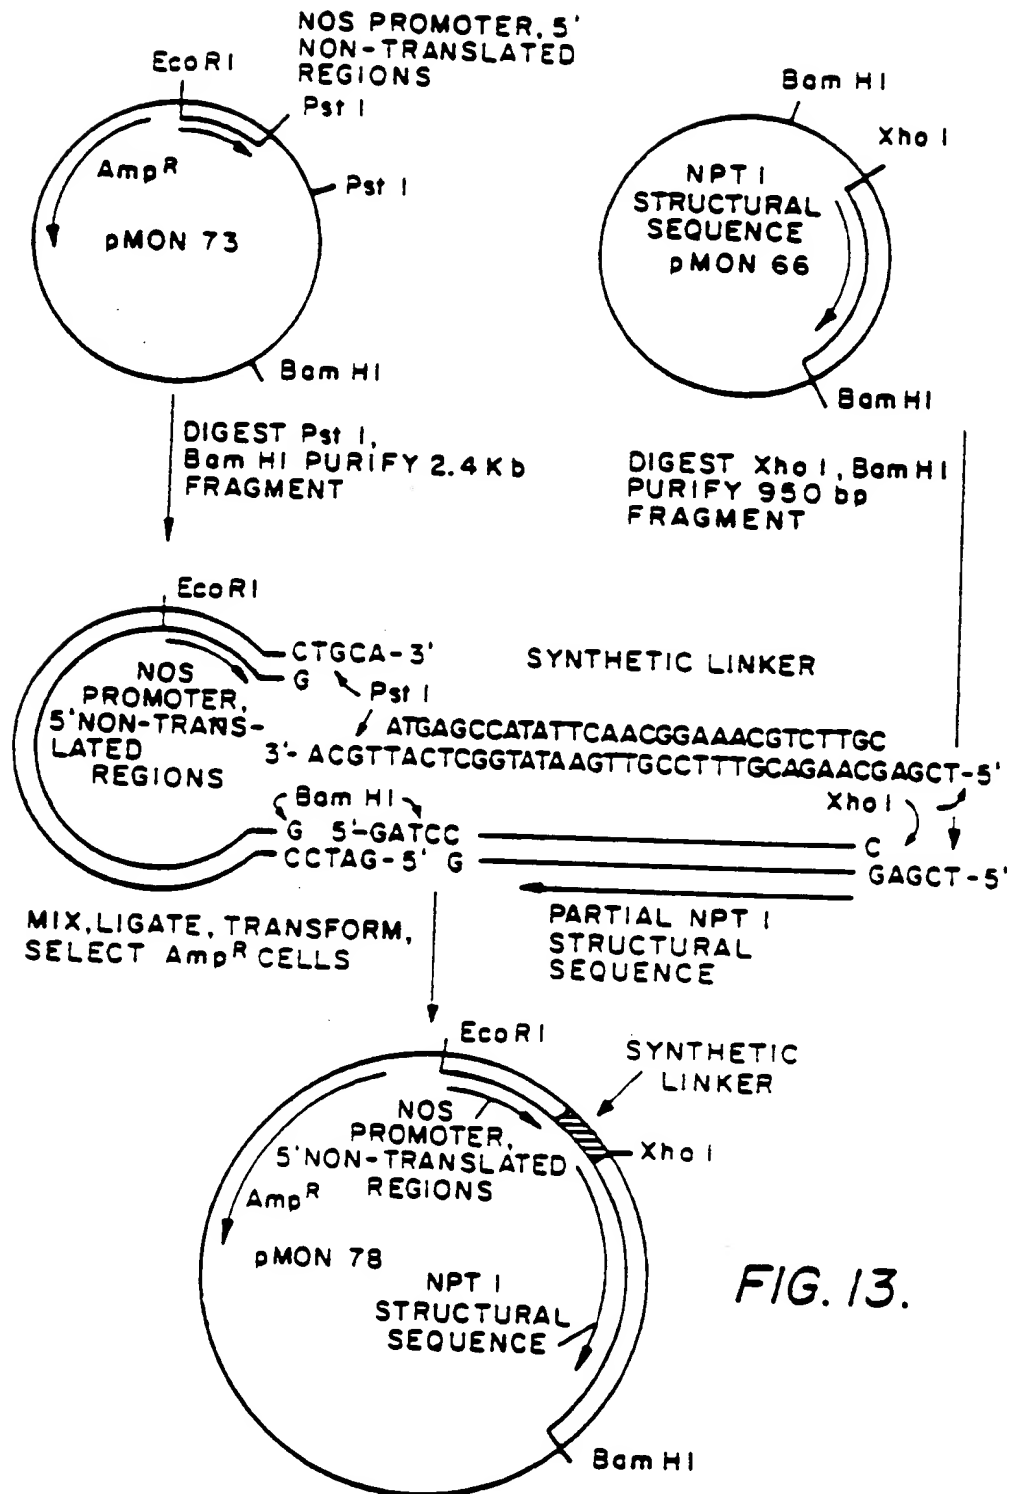 NOS PROMOTER, 5'
NON-TRANSLATED
REGIONS
EcoRI
Pst I
Amp^R
Pst I
pMON 73
Bam HI
Bam HI
Xho I
NPT I
STRUCTURAL
SEQUENCE
pMON 66
Bam HI
DIGEST Pst I,
Bam HI PURIFY 2.4 Kb
FRAGMENT
DIGEST Xho I, Bam HI
PURIFY 950 bp
FRAGMENT
EcoRI
CTGCA-3'
G
NOS
PROMOTER,
5'NON-TRANS-
LATED
REGIONS
Pst I
SYNTHETIC LINKER
ATGAGCCATATTCAACGGAAACGTCTTGC
3'-ACGTTACTCGGTATAAGTTGCCTTTGCAGAACGAGCT-5'
Xho I
Bam HI
G 5'-GATCC
CCTAG-5' G
C
GAGCT-5'
PARTIAL NPT I
STRUCTURAL
SEQUENCE
MIX, LIGATE, TRANSFORM,
SELECT Amp^R CELLS
EcoRI
SYNTHETIC
LINKER
NOS
PROMOTER,
5'NON-TRANSLATED
REGIONS
Xho I
Amp^R
pMON 78
NPT I
STRUCTURAL
SEQUENCE
Bam HI
FIG. 13.